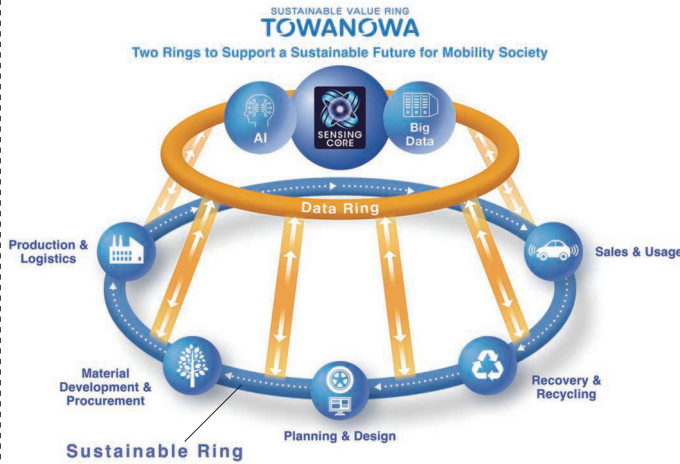 SUSTAINABLE VALUE RING
TOWANOWA
Two Rings to Support a Sustainable Future for Mobility Society
AI
SENSING
CORE
Big
Data
Data Ring
Production &
Logistics
Sales & Usage
Material
Development &
Procurement
Recovery &
Recycling
Planning & Design
Sustainable Ring